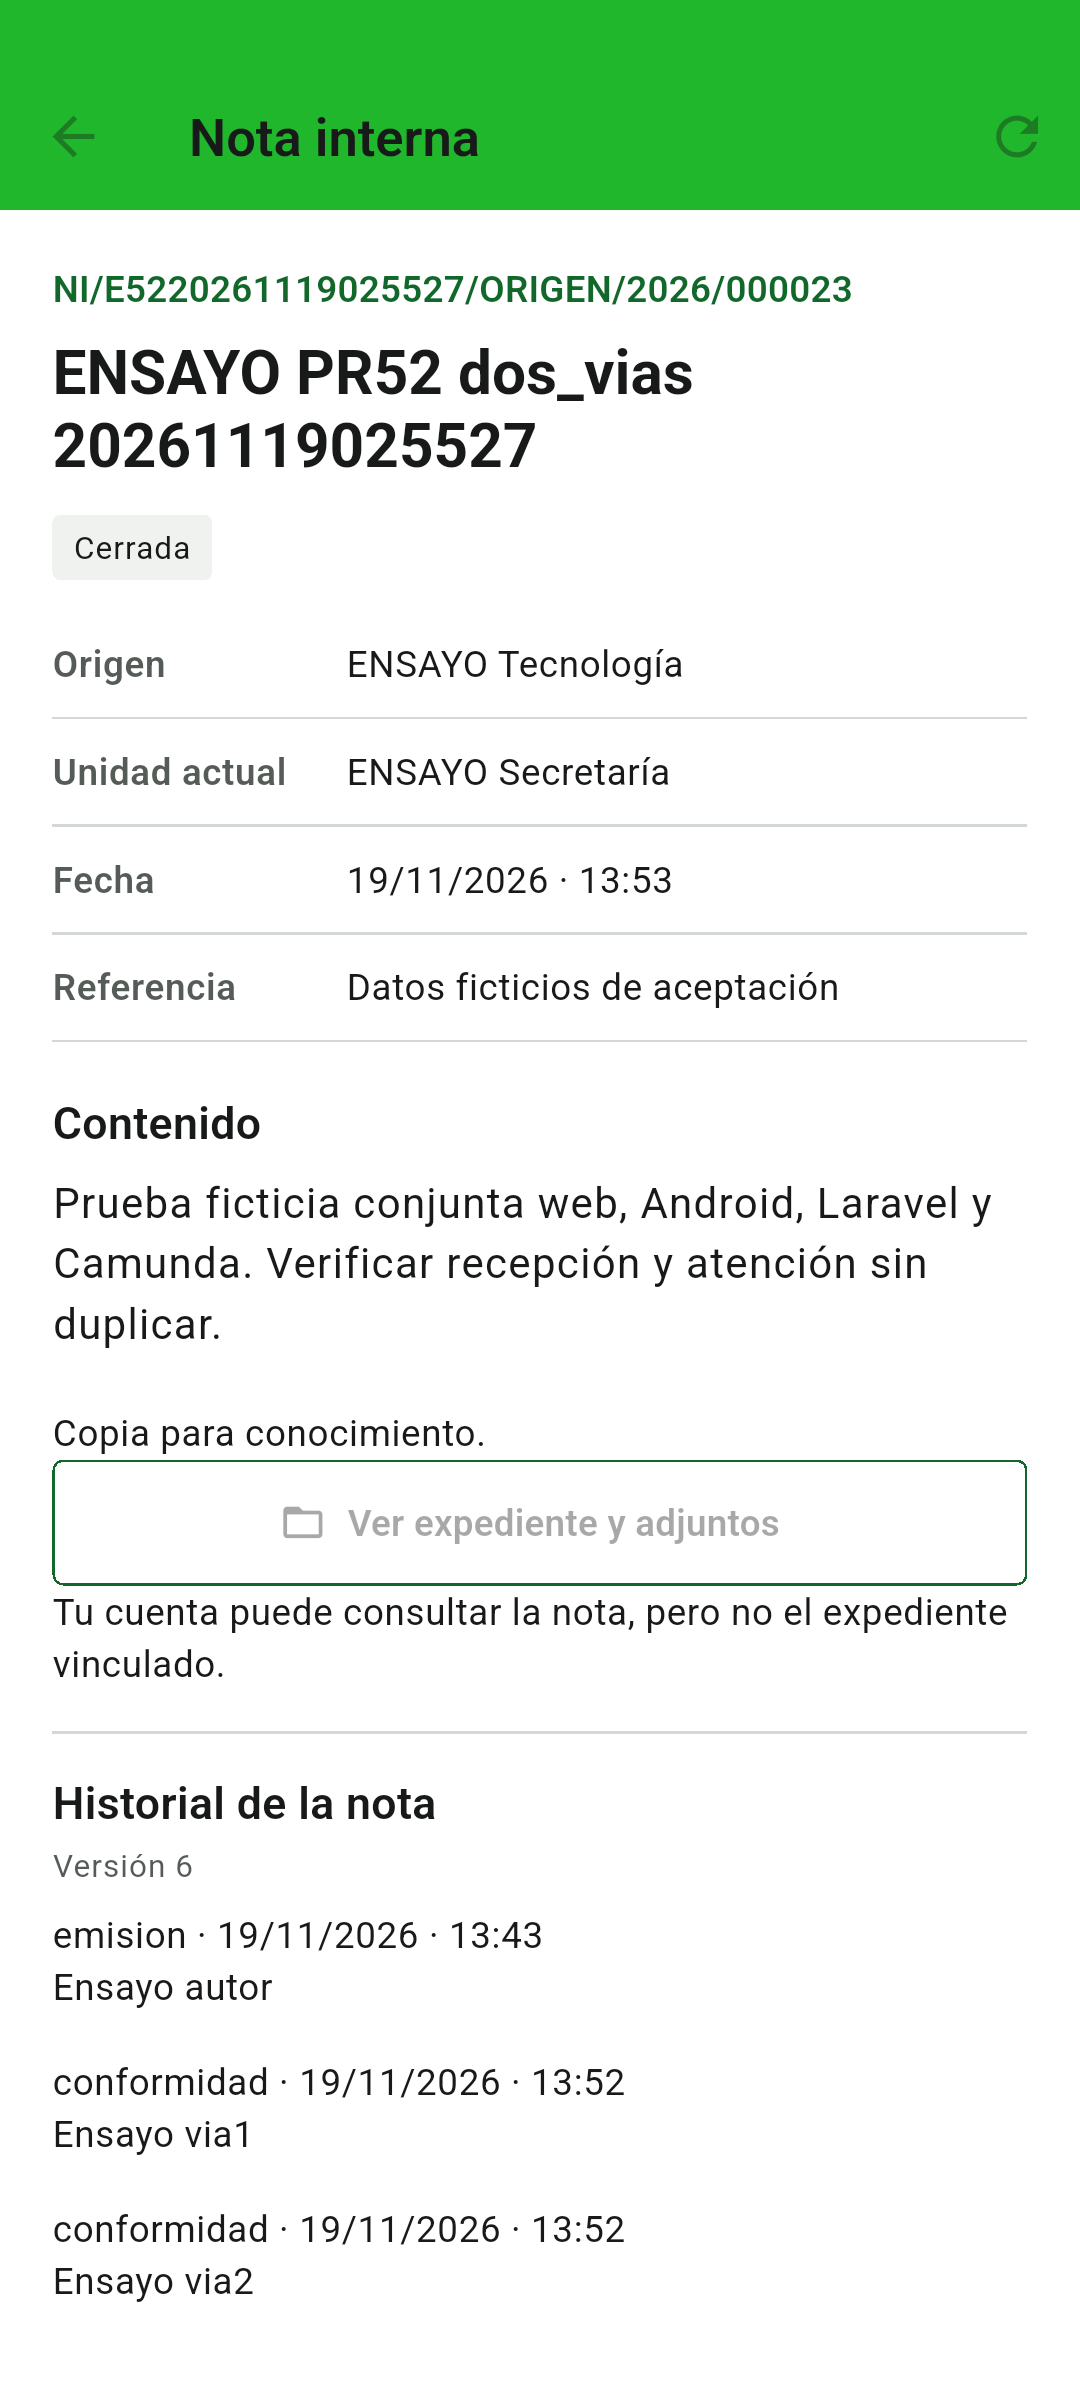 Nota interna
NI/E5220261119025527/ORIGEN/2026/000023
ENSAYO PR52 dos_vias
20261119025527
Cerrada
Origen ENSAYO Tecnología
Unidad actual ENSAYO Secretaría
Fecha 19/11/2026 · 13:53
Referencia Datos ficticios de aceptación
Contenido
Prueba ficticia conjunta web, Android, Laravel y
Camunda. Verificar recepción y atención sin
duplicar.
Copia para conocimiento.
Ver expediente y adjuntos
Tu cuenta puede consultar la nota, pero no el expediente
vinculado.
Historial de la nota
Versión 6
emision · 19/11/2026 · 13:43
Ensayo autor
conformidad · 19/11/2026 · 13:52
Ensayo via1
conformidad · 19/11/2026 · 13:52
Ensayo via2